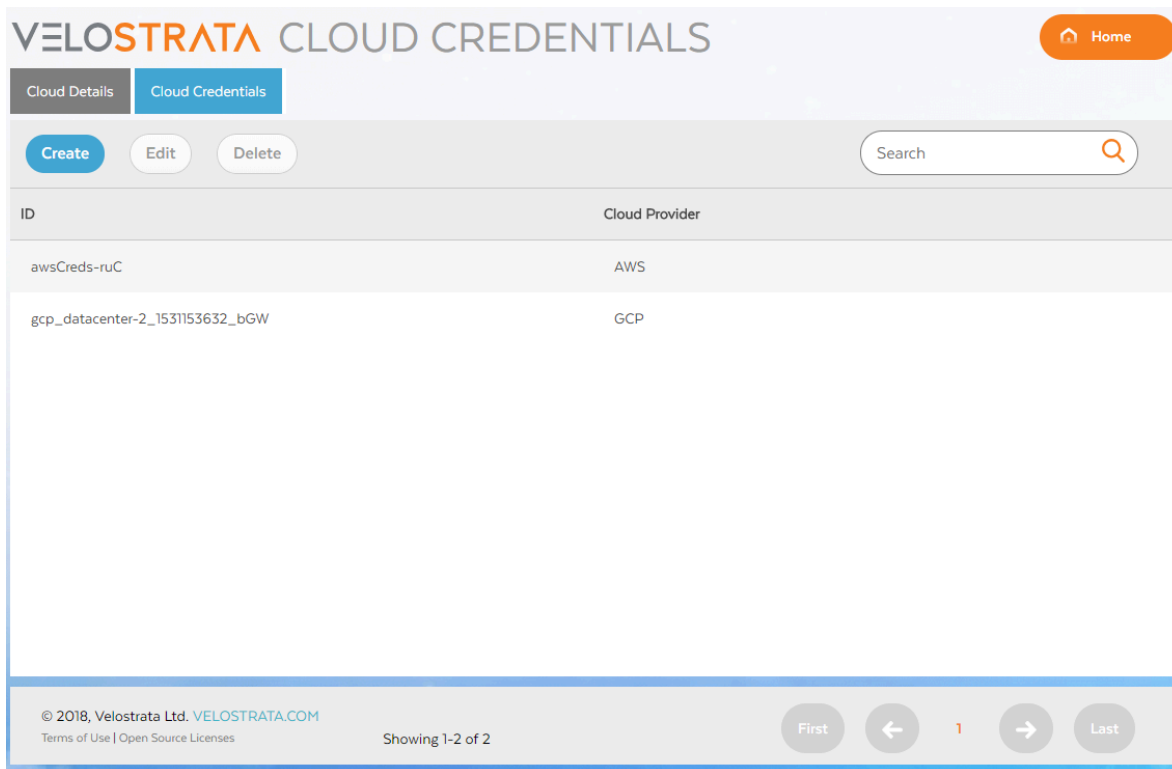 VELOSTRATA CLOUD CREDENTIALS
Home
Cloud Details Cloud Credentials
Create Edit Delete Search
ID Cloud Provider
awsCreds-ruC AWS
gcp_datacenter-2_1531153632_bGW GCP
© 2018, Velostrata Ltd. VELOSTRATA.COM
Terms of Use | Open Source Licenses
Showing 1-2 of 2
First 1 Last